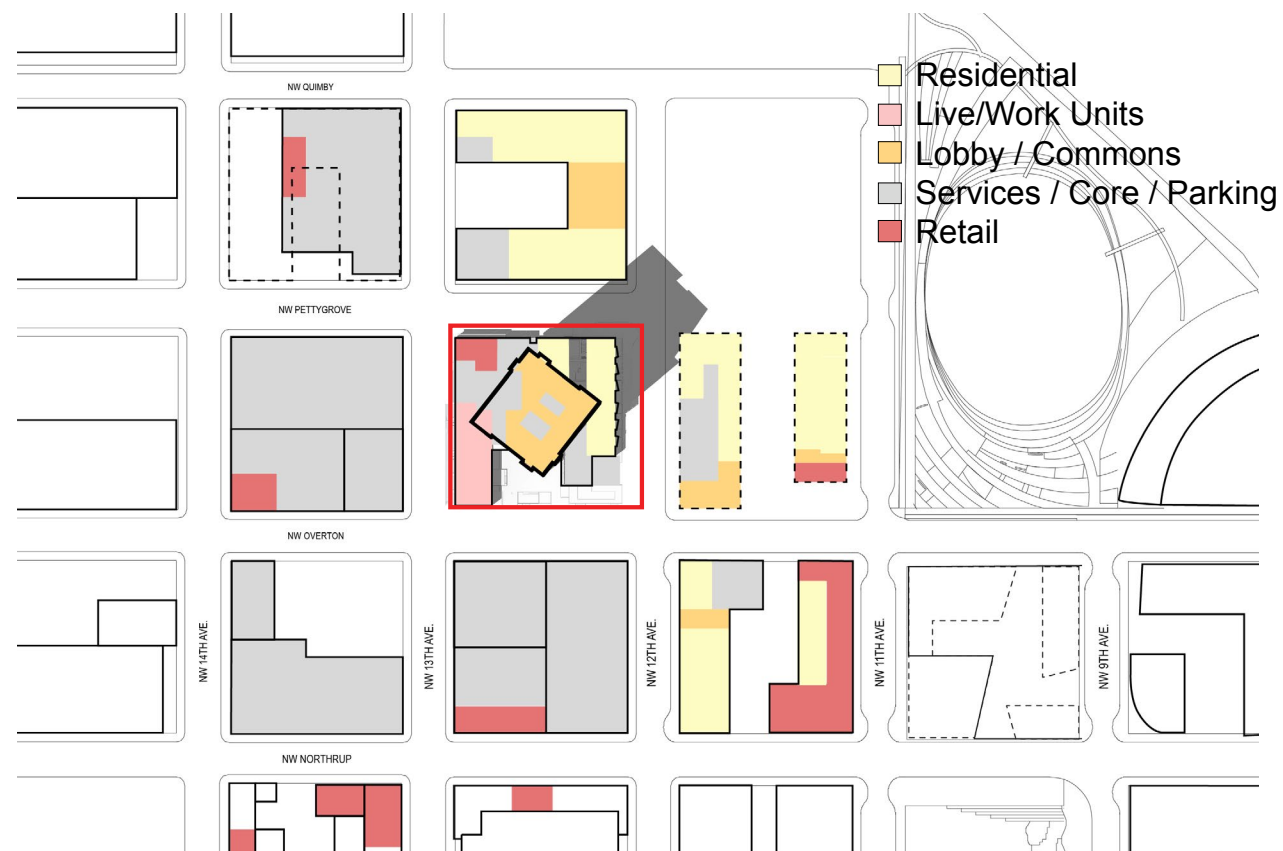 NW QUIMBY
Residential
Live/Work Units
Lobby / Commons
Services / Core / Parking
Retail
NW PETTYGROVE
NW OVERTON
NW 14TH AVE.
NW 13TH AVE.
NW 12TH AVE.
NW 11TH AVE.
NW 9TH AVE.
NW NORTHRUP